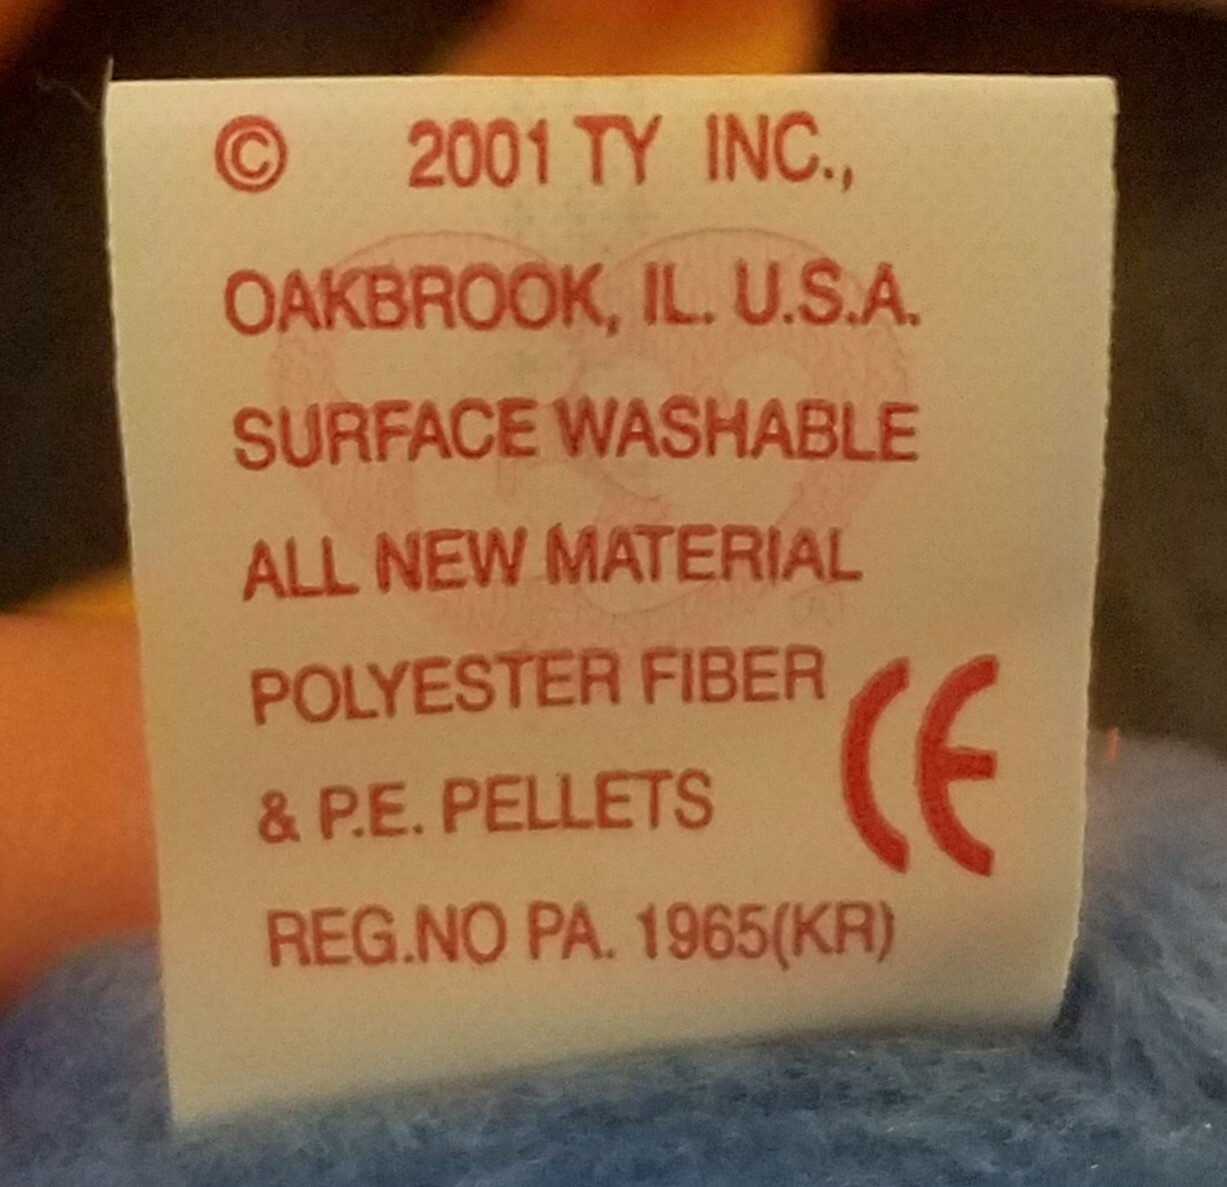 © 2001 TY INC.,
OAKBROOK, IL. U.S.A.
SURFACE WASHABLE
ALL NEW MATERIAL
POLYESTER FIBER
& P.E. PELLETS
CE
REG.NO PA. 1965(KR)